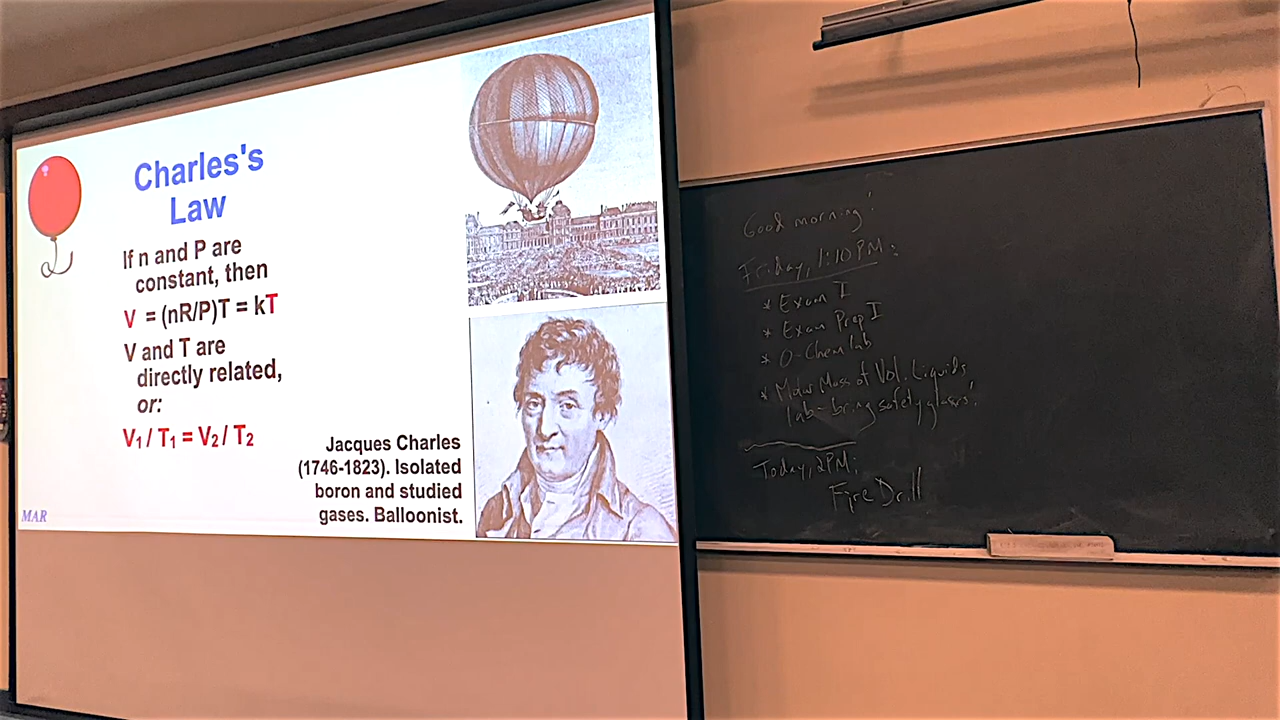 Charles's
Law
If n and P are
constant, then
V = (nR/P)T = kT
V and T are
directly related,
or:
V₁ / T₁ = V₂ / T₂
Jacques Charles
(1746-1823). Isolated
boron and studied
gases. Balloonist.
MAR
Good morning!
Friday, 1:10 PM:
* Exam I
* Exam Prep I
* O-Chem lab
* Molar Mass of Vol. Liquids
lab - bring safety glasses!
Today, 2PM:
Fire Drill